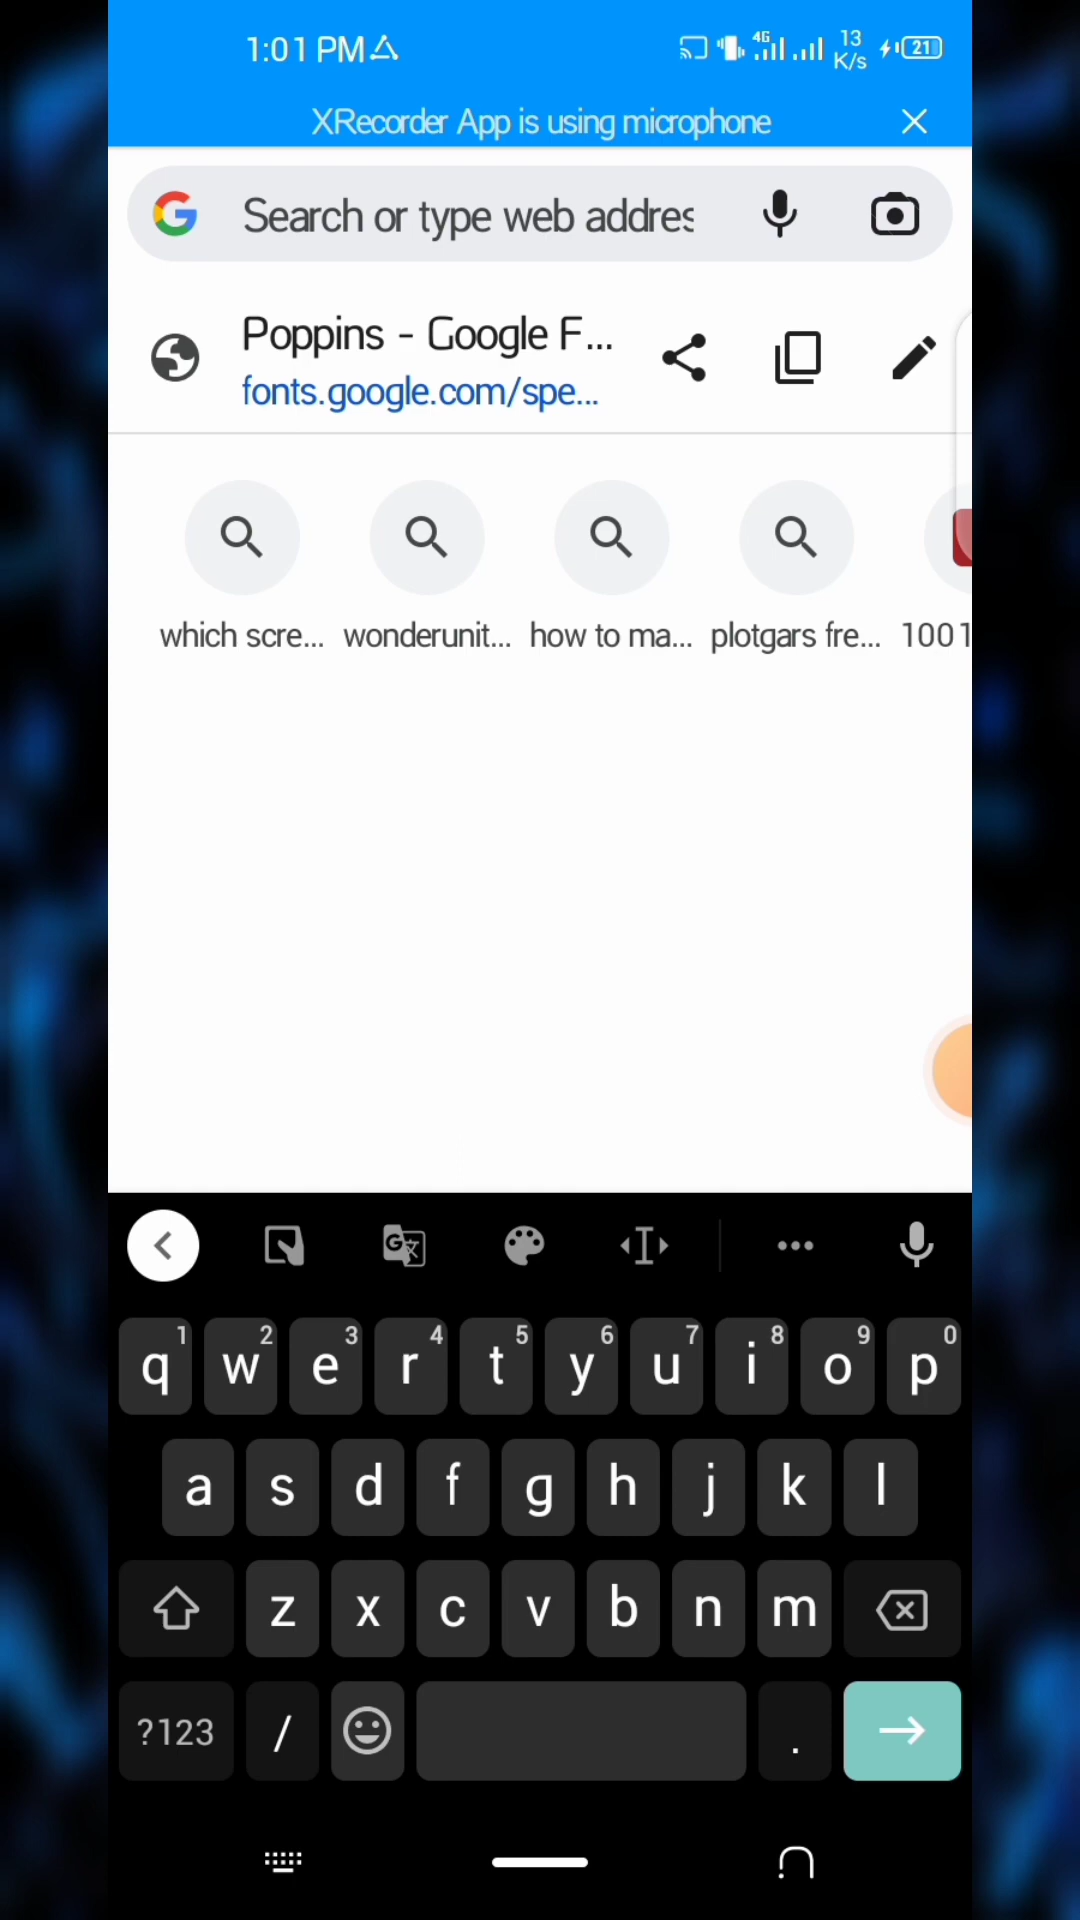 1:01 PM
4G
13
K/s
21
XRecorder App is using microphone
Search or type web addres
Poppins - Google F...
fonts.google.com/spe...
which scre...
wonderunit...
how to ma...
plotgars fre...
1001
1 2 3 4 5 6 7 8 9 0
q w e r t y u i o p
a s d f g h j k l
z x c v b n m
?123 / .